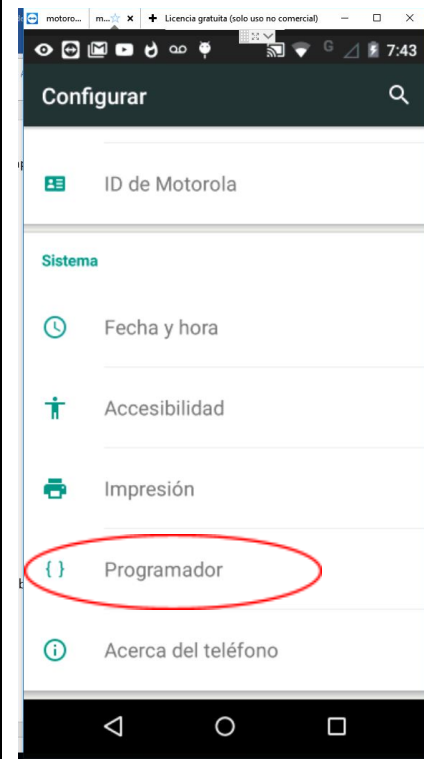 motoro... m... Licencia gratuita (solo uso no comercial)
G 7:43
Configurar
ID de Motorola
Sistema
Fecha y hora
Accesibilidad
Impresión
{ } Programador
Acerca del teléfono